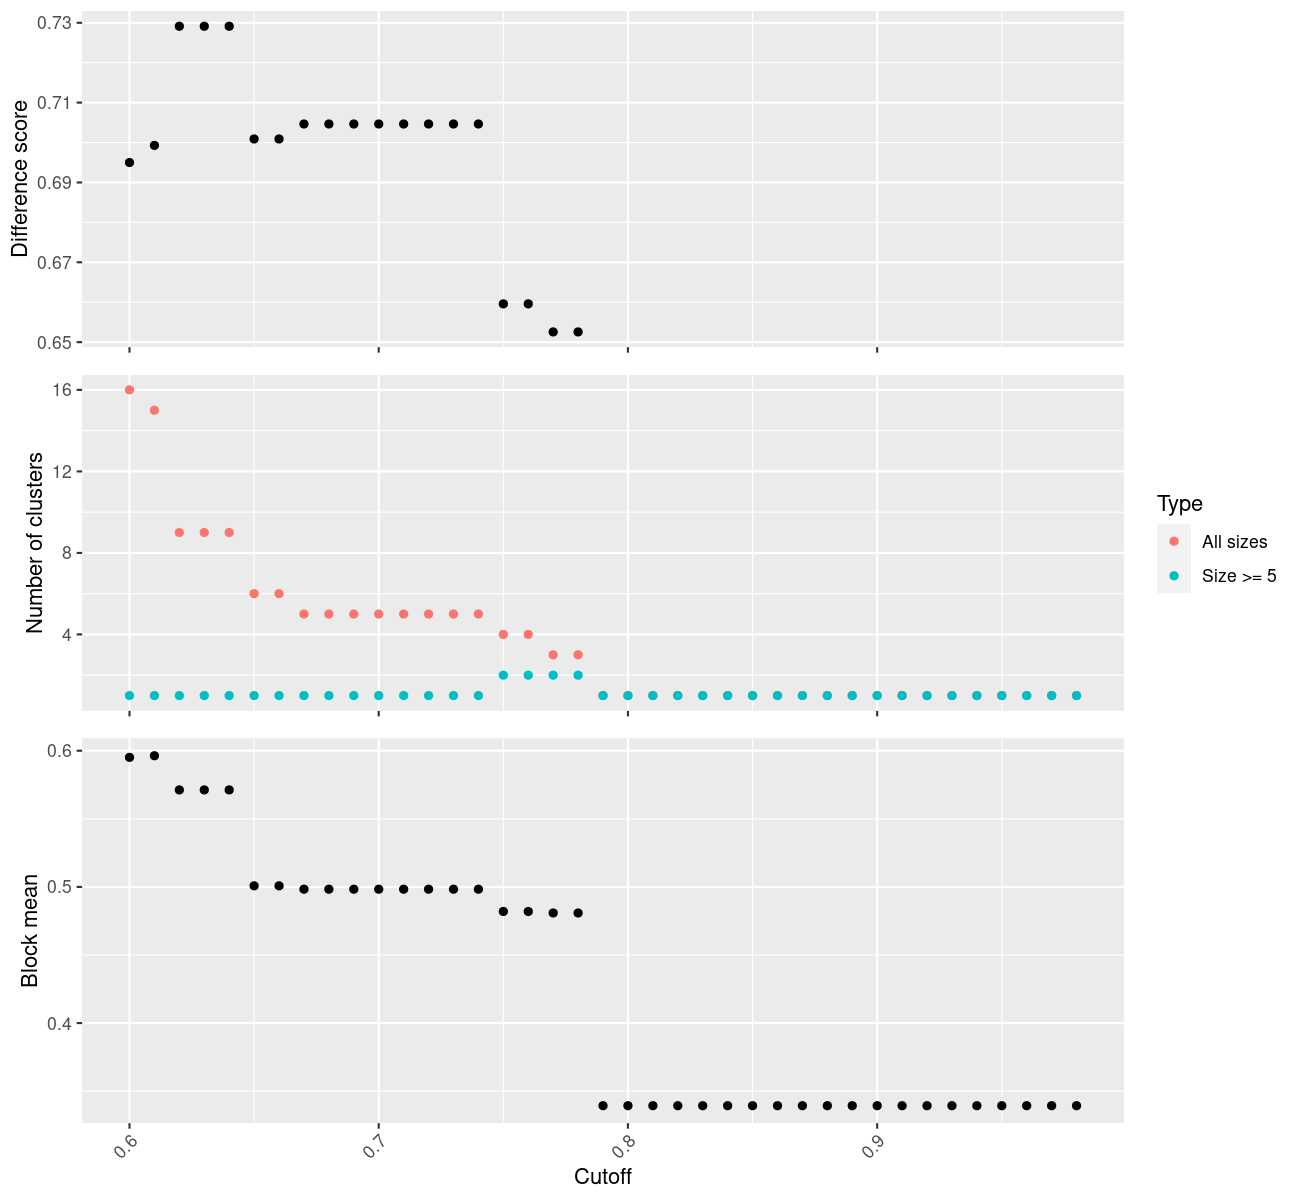 0.73
0.71
0.69
0.67
0.65
Difference score
16
12
8
4
Number of clusters
Type
All sizes
Size >= 5
0.6
0.5
0.4
Block mean
0.6
0.7
0.8
0.9
Cutoff